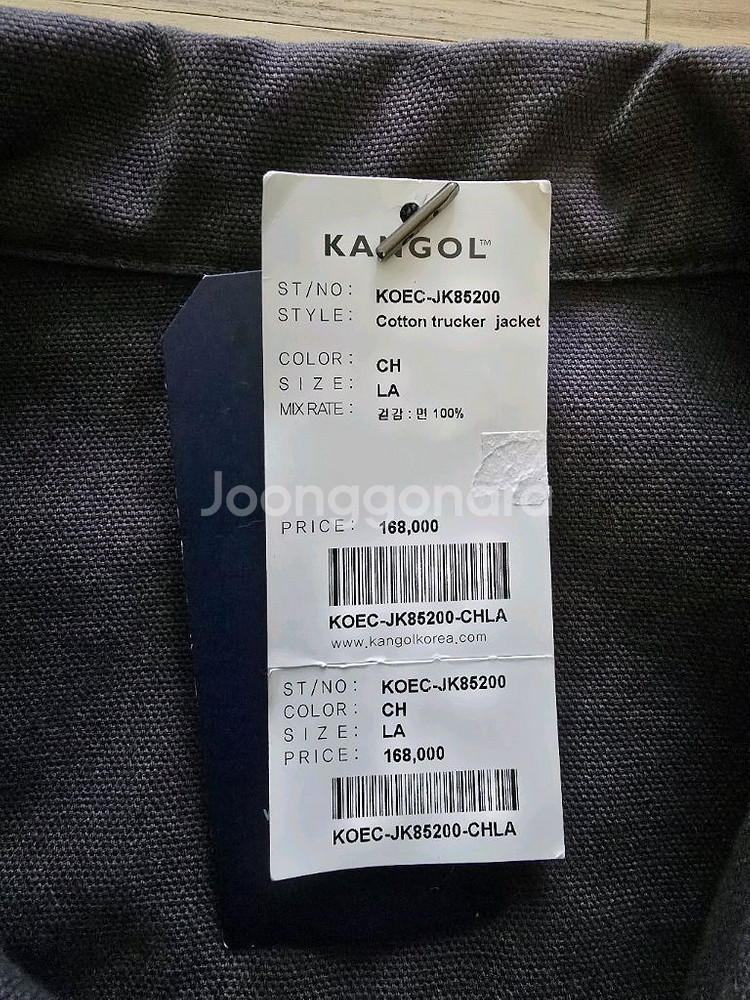 KANGOL™
ST/NO: KOEC-JK85200
STYLE: Cotton trucker jacket
COLOR: CH
SIZE: LA
MIX RATE: 겉감 : 면 100%
Joonggonara
PRICE: 168,000
KOEC-JK85200-CHLA
www.kangolkorea.com
ST/NO: KOEC-JK85200
COLOR: CH
SIZE: LA
PRICE: 168,000
KOEC-JK85200-CHLA